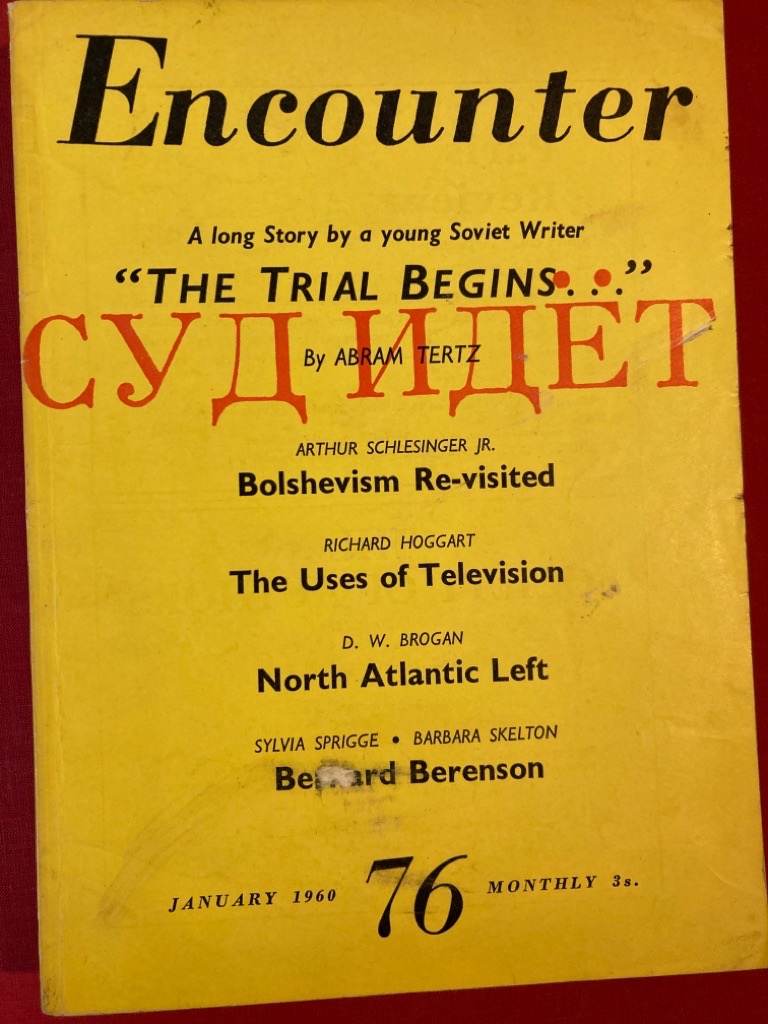 Encounter
A long Story by a young Soviet Writer
“THE TRIAL BEGINS. . .”
СУД ИДЁТ
By ABRAM TERTZ
ARTHUR SCHLESINGER JR.
Bolshevism Re-visited
RICHARD HOGGART
The Uses of Television
D. W. BROGAN
North Atlantic Left
SYLVIA SPRIGGE • BARBARA SKELTON
Bernard Berenson
JANUARY 1960 76 MONTHLY 3s.